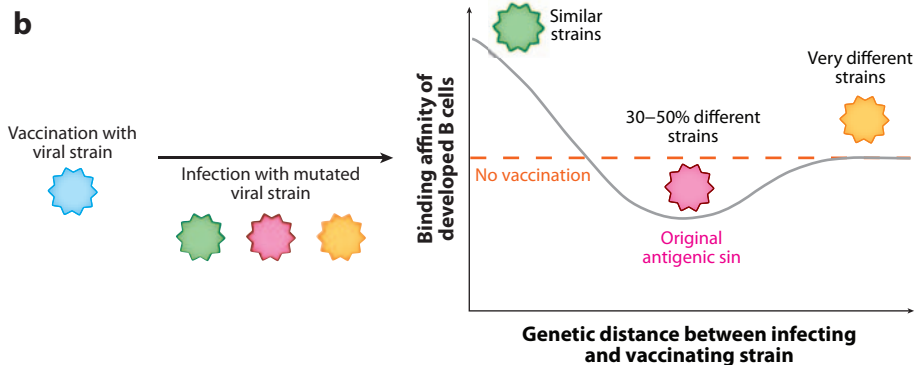 b
Vaccination with
viral strain
Infection with mutated
viral strain
Binding affinity of
developed B cells
Similar
strains
No vaccination
30–50% different
strains
Original
antigenic sin
Very different
strains
Genetic distance between infecting
and vaccinating strain